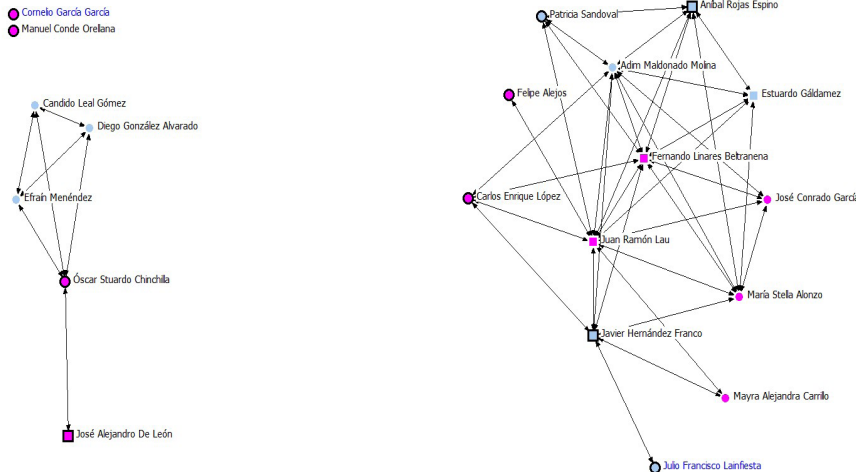 Cornelio García García
Manuel Conde Orellana
Candido Leal Gómez
Diego González Alvarado
Efraín Menéndez
Óscar Stuardo Chinchilla
José Alejandro De León
Aníbal Rojas Espino
Patricia Sandoval
Adim Maldonado Molina
Felipe Alejos
Estuardo Gáldamez
Fernando Linares Beltranena
Carlos Enrique López
José Conrado García
Juan Ramón Lau
María Stella Alonzo
Javier Hernández Franco
Mayra Alejandra Carrillo
Julio Francisco Lainfiesta